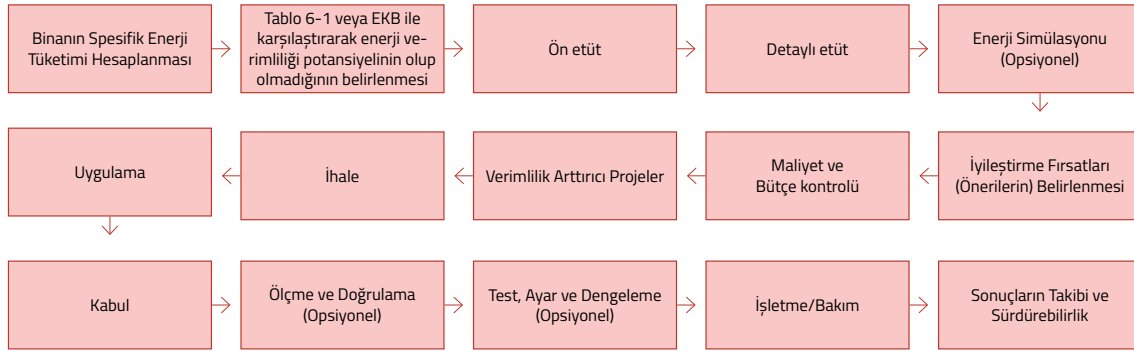 Binanın Spesifik Enerji
Tüketimi Hesaplanması
Tablo 6-1 veya EKB ile
karşılaştırarak enerji ve-
rimliliği potansiyelinin olup
olmadığının belirlenmesi
Ön etüt
Detaylı etüt
Enerji Simülasyonu
(Opsiyonel)
İyileştirme Fırsatları
(Önerilerin) Belirlenmesi
Maliyet ve
Bütçe kontrolü
Verimlilik Arttırıcı Projeler
İhale
Uygulama
Kabul
Ölçme ve Doğrulama
(Opsiyonel)
Test, Ayar ve Dengeleme
(Opsiyonel)
İşletme/Bakım
Sonuçların Takibi ve
Sürdürebilirlik